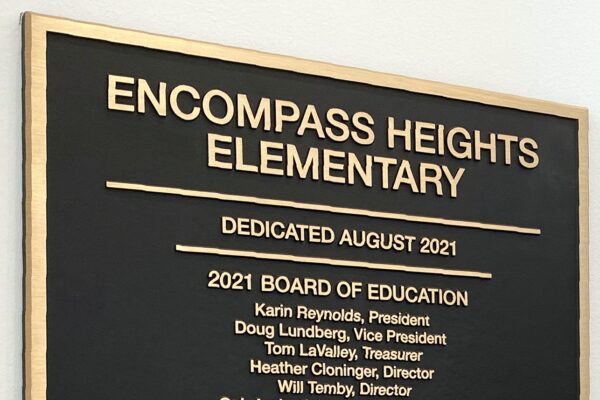 ENCOMPASS HEIGHTS
ELEMENTARY
DEDICATED AUGUST 2021
2021 BOARD OF EDUCATION
Karin Reynolds, President
Doug Lundberg, Vice President
Tom LaValley, Treasurer
Heather Cloninger, Director
Will Temby, Director